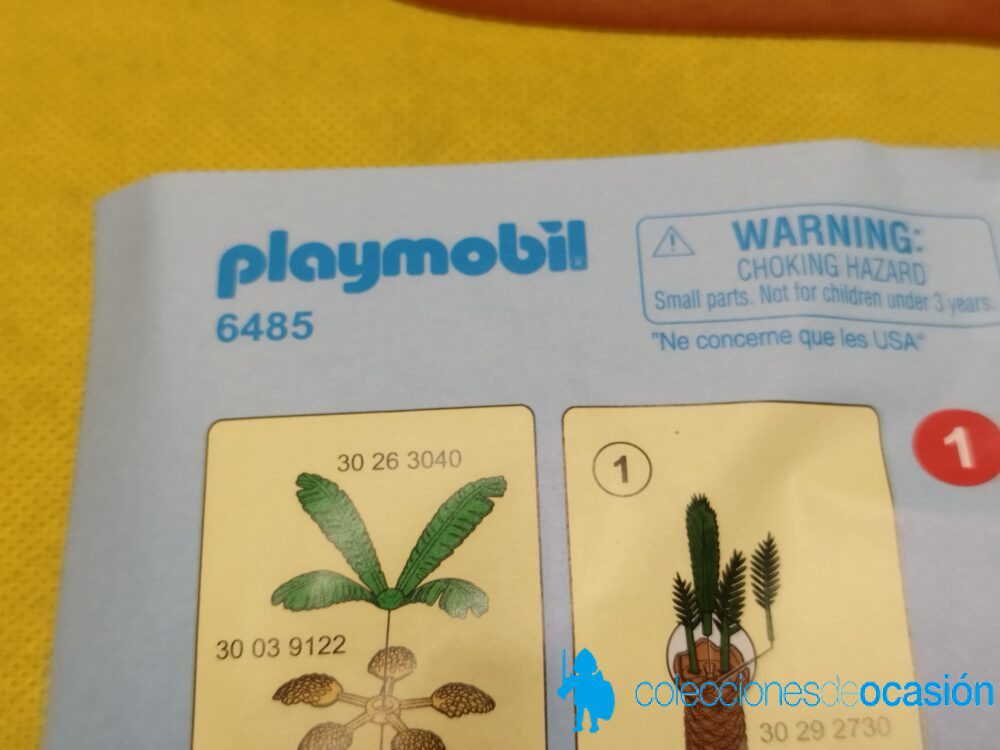 playmobil®
6485
WARNING:
CHOKING HAZARD
Small parts. Not for children under 3 years.
"Ne concerne que les USA"
30 26 3040
1
1
30 03 9122
30 29 2730
coleccionesdeocasión